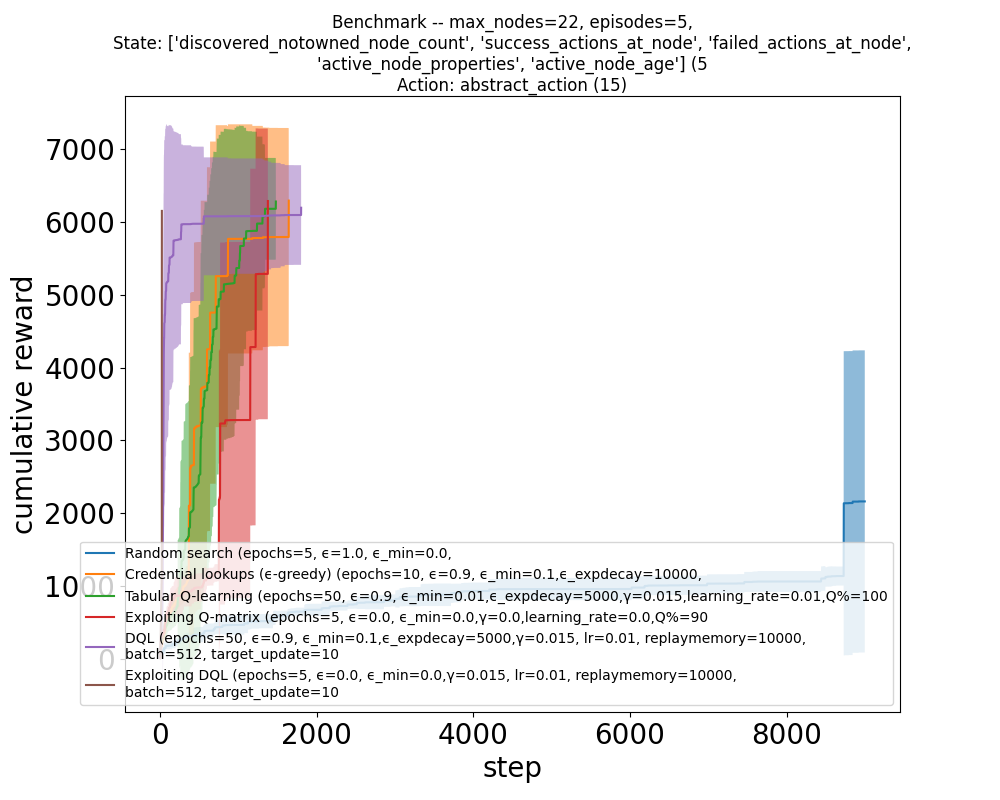 Benchmark -- max_nodes=22, episodes=5,
State: ['discovered_notowned_node_count', 'success_actions_at_node', 'failed_actions_at_node',
'active_node_properties', 'active_node_age'] (5
Action: abstract_action (15)
cumulative reward
7000
6000
5000
4000
3000
2000
1000
0
Random search (epochs=5, ϵ=1.0, ϵ_min=0.0,
Credential lookups (ϵ-greedy) (epochs=10, ϵ=0.9, ϵ_min=0.1,ϵ_expdecay=10000,
Tabular Q-learning (epochs=50, ϵ=0.9, ϵ_min=0.01,ϵ_expdecay=5000,γ=0.015,learning_rate=0.01,Q%=100
Exploiting Q-matrix (epochs=5, ϵ=0.0, ϵ_min=0.0,γ=0.0,learning_rate=0.0,Q%=90
DQL (epochs=50, ϵ=0.9, ϵ_min=0.1,ϵ_expdecay=5000,γ=0.015, lr=0.01, replaymemory=10000,
batch=512, target_update=10
Exploiting DQL (epochs=5, ϵ=0.0, ϵ_min=0.0,γ=0.015, lr=0.01, replaymemory=10000,
batch=512, target_update=10
0 2000 4000 6000 8000
step